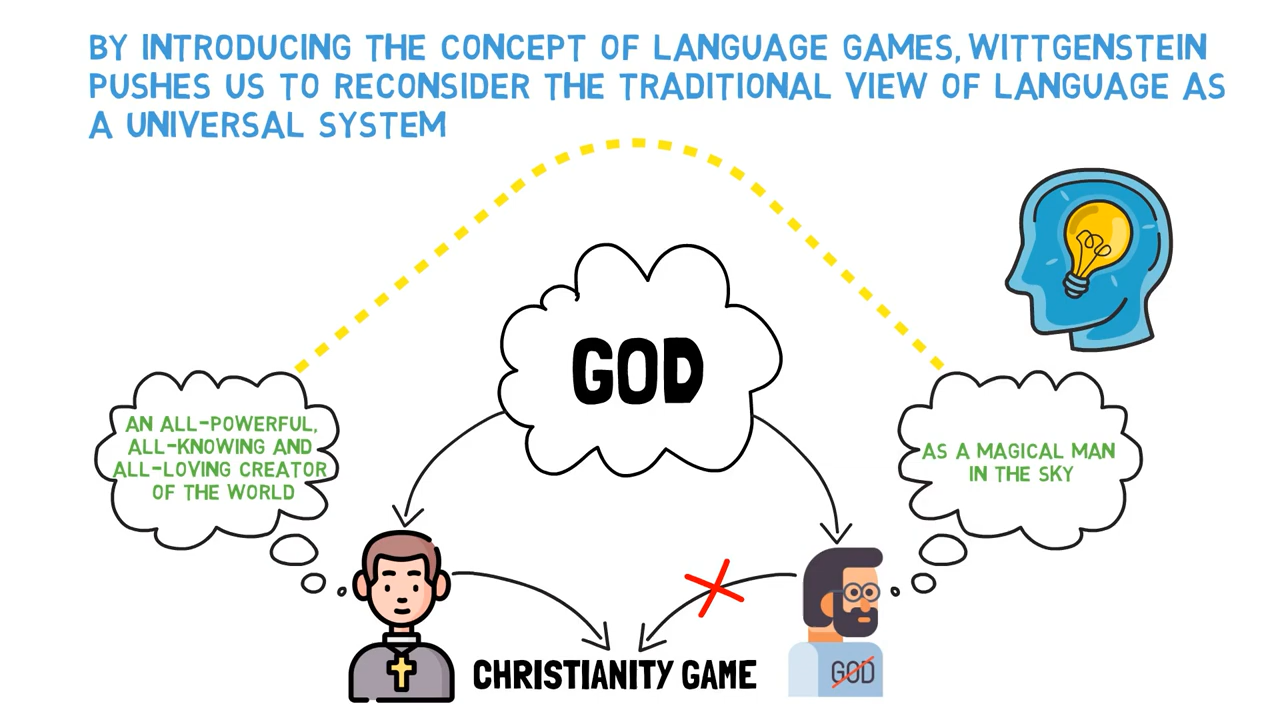 BY INTRODUCING THE CONCEPT OF LANGUAGE GAMES, WITTGENSTEIN
PUSHES US TO RECONSIDER THE TRADITIONAL VIEW OF LANGUAGE AS
A UNIVERSAL SYSTEM
GOD
AN ALL-POWERFUL,
ALL-KNOWING AND
ALL-LOVING CREATOR
OF THE WORLD
AS A MAGICAL MAN
IN THE SKY
CHRISTIANITY GAME
GOD